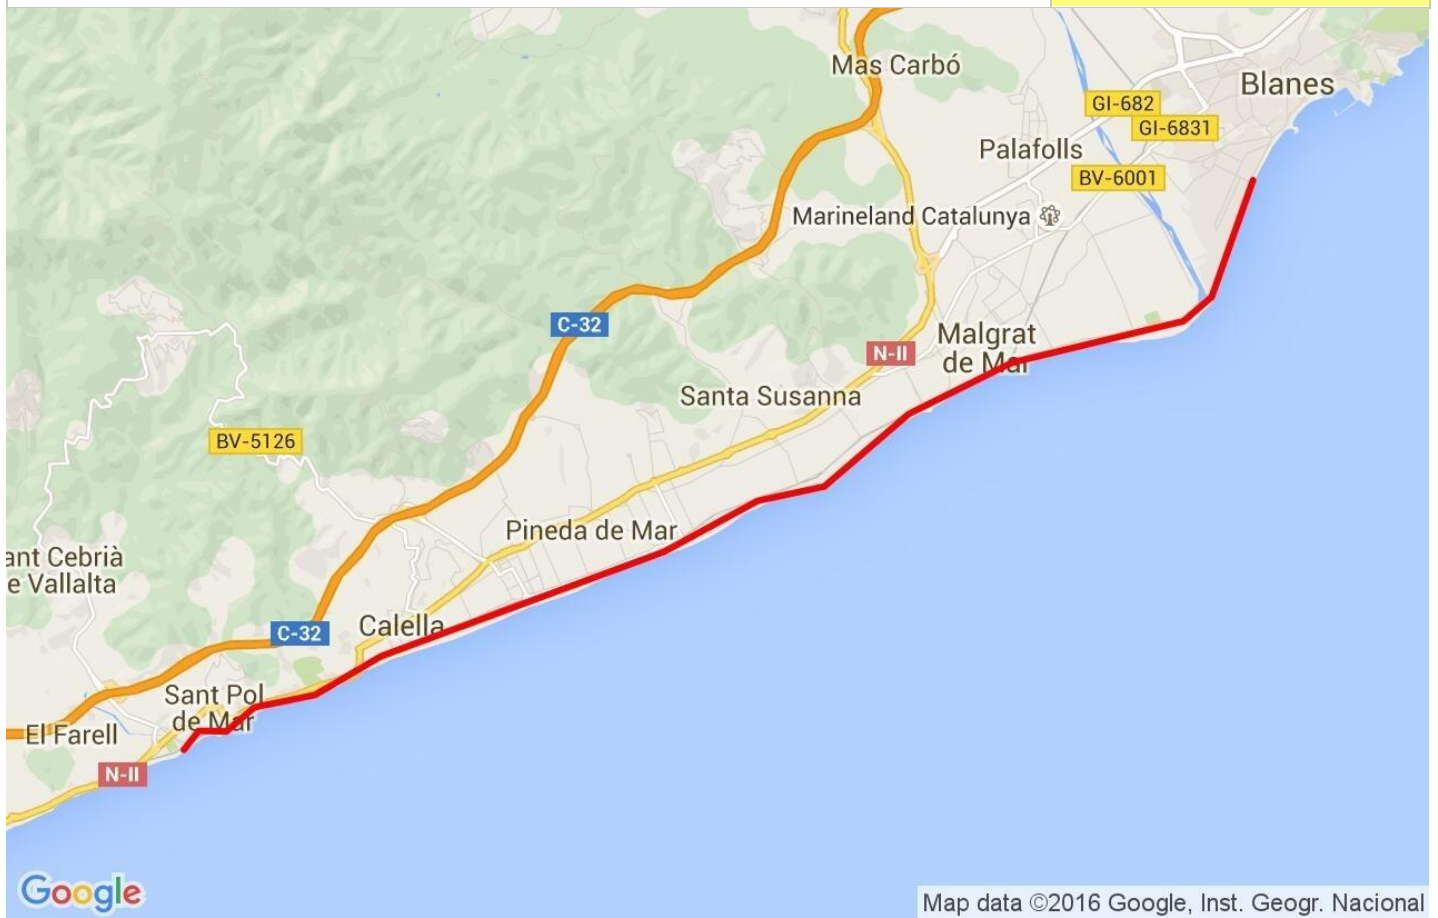 Mas Carbó
Blanes
GI-682
GI-6831
Palafolls
BV-6001
Marineland Catalunya
C-32
N-II
Malgrat
de Mar
Santa Susanna
BV-5126
Pineda de Mar
ant Cebrià
e Vallalta
Calella
C-32
Sant Pol
de Mar
El Farell
N-II
Google
Map data ©2016 Google, Inst. Geogr. Nacional